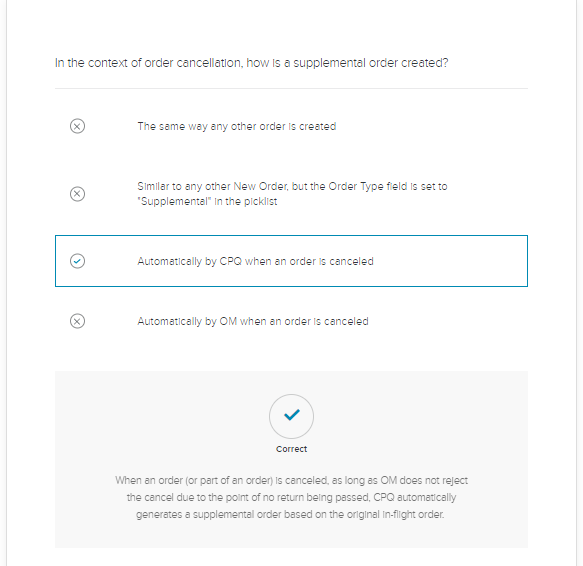 In the context of order cancellation, how is a supplemental order created?
The same way any other order is created
Similar to any other New Order, but the Order Type field is set to
"Supplemental" in the picklist
Automatically by CPQ when an order is canceled
Automatically by OM when an order is canceled
Correct
When an order (or part of an order) is canceled, as long as OM does not reject
the cancel due to the point of no return being passed, CPQ automatically
generates a supplemental order based on the original in-flight order.